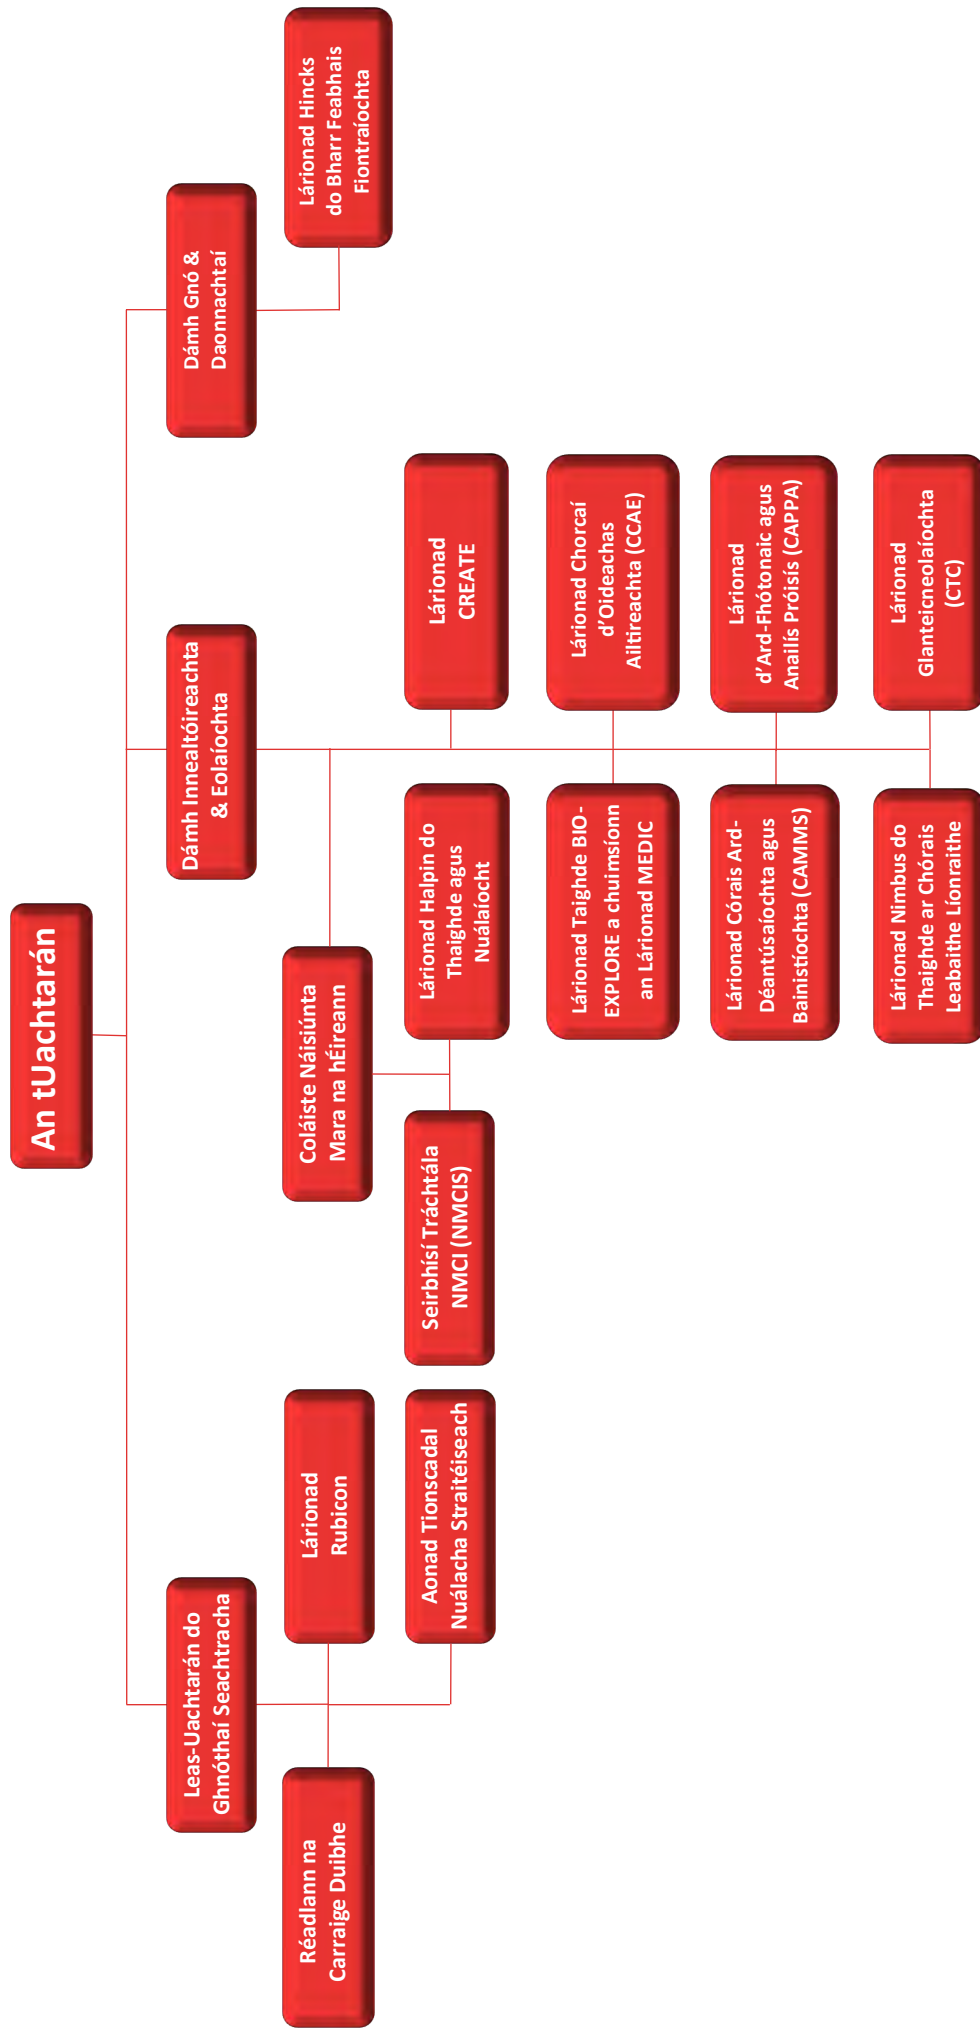 An tUachtarán
Leas-Uachtarán do
Ghnóthaí Seachtracha
Dámh Innealtóireachta
& Eolaíochta
Dámh Gnó &
Daonnachtaí
Réadlann na
Carraige Duibhe
Lárionad
Rubicon
Coláiste Náisiúnta
Mara na hÉireann
Lárionad Hincks
do Bharr Feabhais
Fiontraíochta
Aonad Tionscadal
Nuálacha Straitéiseach
Seirbhísí Tráchtála
NMCI (NMCIS)
Lárionad Halpin do
Thaighde agus
Nuálaíocht
Lárionad
CREATE
Lárionad Taighde BIO-
EXPLORE a chuimsíonn
an Lárionad MEDIC
Lárionad Chorcaí
d’Oideachas
Ailtireachta (CCAE)
Lárionad Córais Ard-
Déantúsaíochta agus
Bainistíochta (CAMMS)
Lárionad
d’Ard-Fhótonaic agus
Anailís Próisis (CAPPA)
Lárionad Nimbus do
Thaighde ar Chórais
Leabaithe Líonraithe
Lárionad
Glanteicneolaíochta
(CTC)